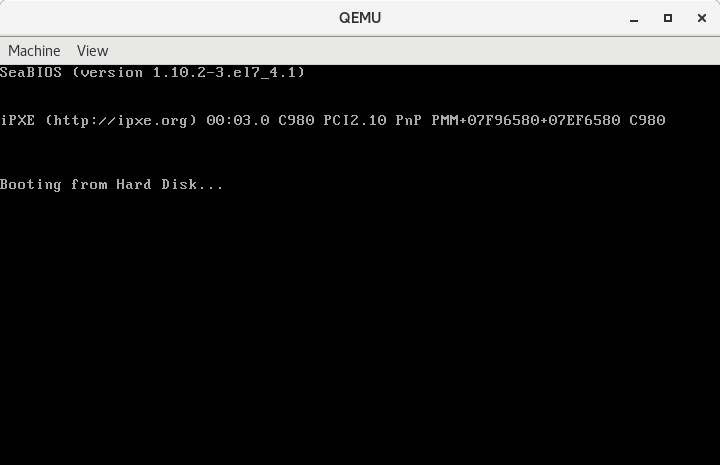 QEMU
Machine View
SeaBIOS (version 1.10.2-3.el7_4.1)
iPXE (http://ipxe.org) 00:03.0 C980 PCI2.10 PnP PMM+07F96580+07EF6580 C980
Booting from Hard Disk...